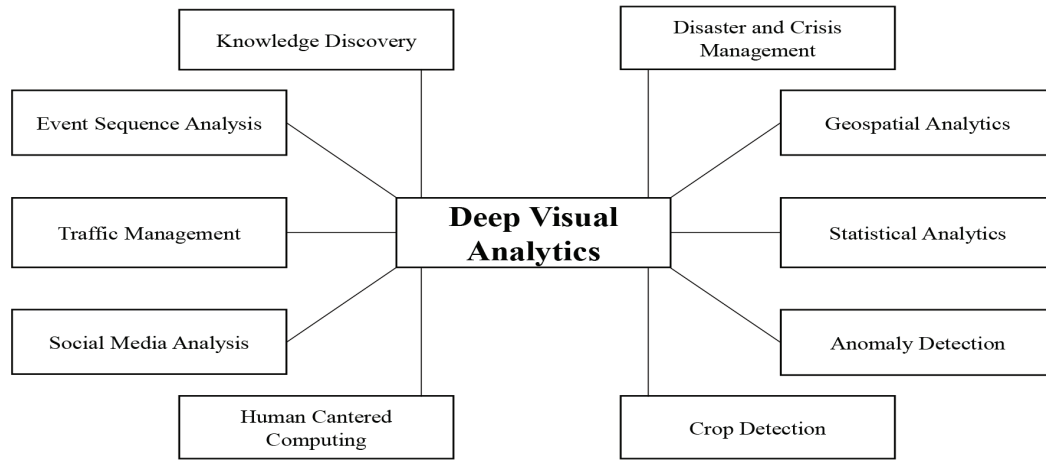 Knowledge Discovery
Disaster and Crisis
Management
Event Sequence Analysis
Geospatial Analytics
Traffic Management
Deep Visual
Analytics
Statistical Analytics
Social Media Analysis
Anomaly Detection
Human Cantered
Computing
Crop Detection